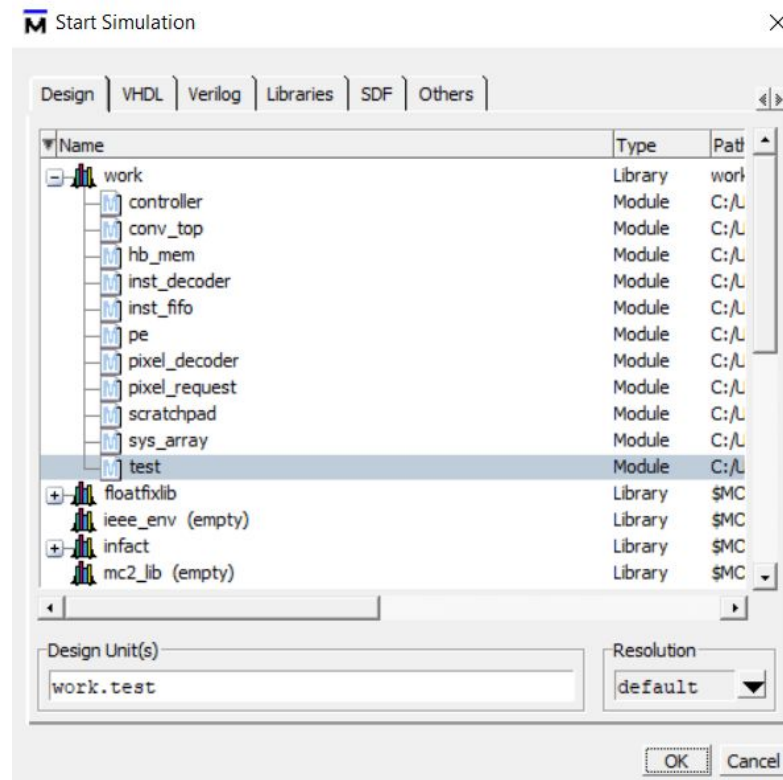 Start Simulation
Design VHDL Verilog Libraries SDF Others
Name Type Path
work Library work
controller Module C:/U
conv_top Module C:/U
hb_mem Module C:/U
inst_decoder Module C:/U
inst_fifo Module C:/U
pe Module C:/U
pixel_decoder Module C:/U
pixel_request Module C:/U
scratchpad Module C:/U
sys_array Module C:/U
test Module C:/U
floatfixlib Library $MC
ieee_env (empty) Library $MC
infact Library $MC
mc2_lib (empty) Library $MC
Design Unit(s) Resolution
work.test default
OK Cancel